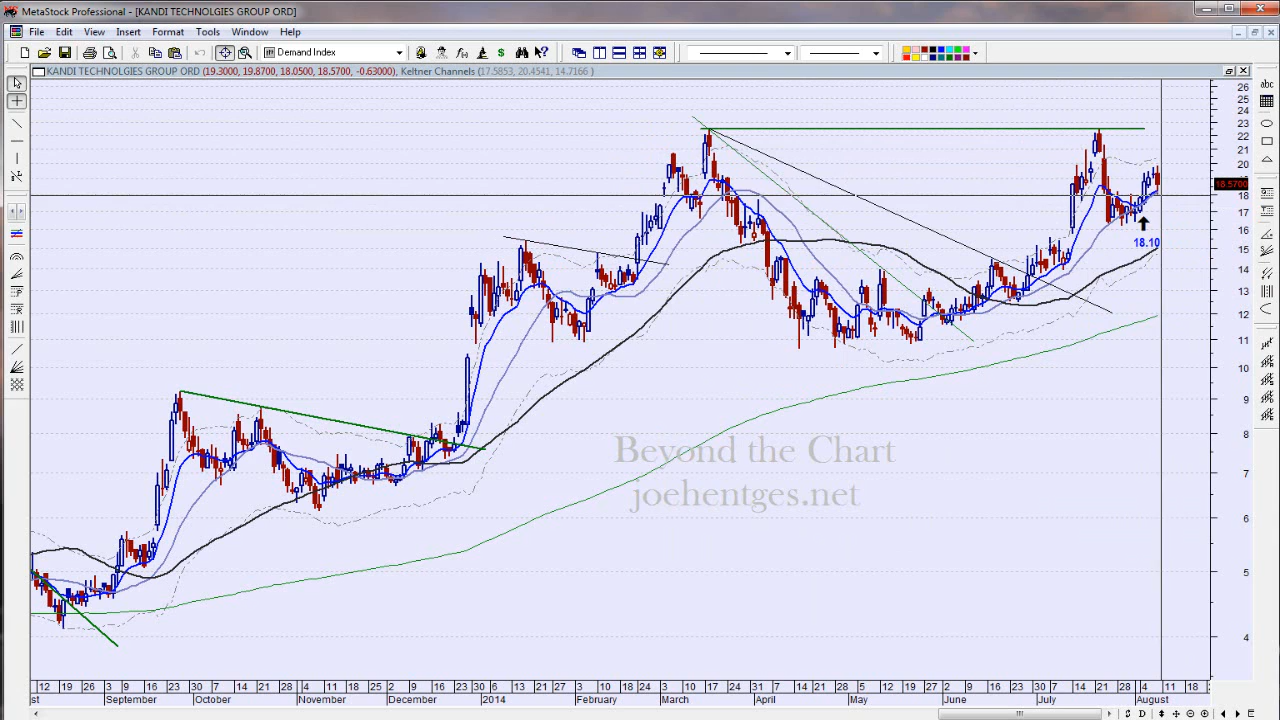 MetaStock Professional - [KANDI TECHNOLGIES GROUP ORD]
File Edit View Insert Format Tools Window Help
Demand Index
KANDI TECHNOLGIES GROUP ORD (19.3000, 19.8700, 18.0500, 18.5700, -0.63000), Keltner Channels (17.5853, 20.4541, 14.7166 )
abc
26
25
24
23
22
21
20
18.5700
18
17
16
15
18.10
14
13
12
11
10
9
8
7
6
5
4
Beyond the Chart
joehentges.net
12 19 26 3 9 16 23 30 7 14 21 28 4 11 18 25 2 9 16 23 30 6 13 21 27 3 10 18 24 3 10 17 24 31 7 14 21 28 5 12 19 27 2 9 16 23 30 7 14 21 28 4 11 18
st September October November December 2014 February March April May June July August
D